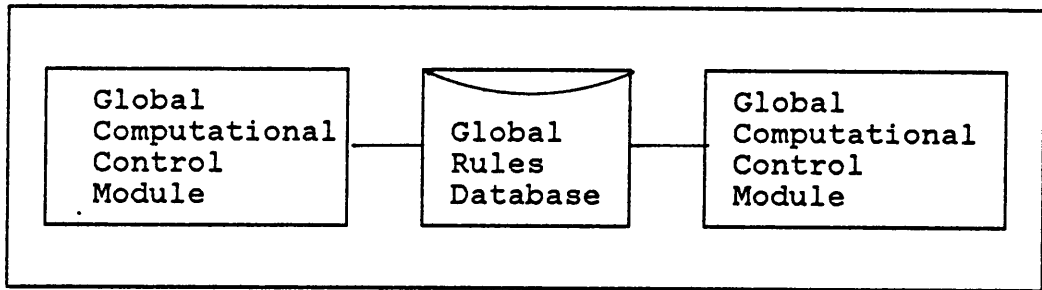 Global
Computational
Control
Module
Global
Rules
Database
Global
Computational
Control
Module